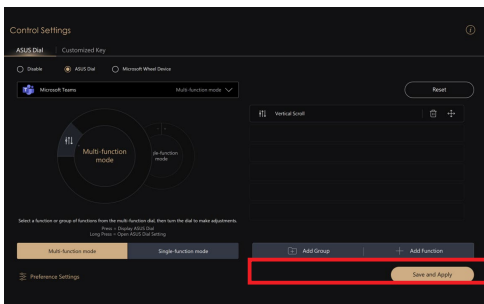 Control Settings
ASUS Dial
Customized Key
Disable
ASUS Dial
Microsoft Wheel Device
Microsoft Teams
Multi-function mode
Reset
Vertical Scroll
Multi-function
mode
gle-function
mode
Select a function or group of functions from the multi-function dial, then turn the dial to make adjustments.
Press = Display ASUS Dial
Long Press = Open ASUS Dial Setting
Multi-function mode
Single-function mode
Add Group
Add Function
Preference Settings
Save and Apply